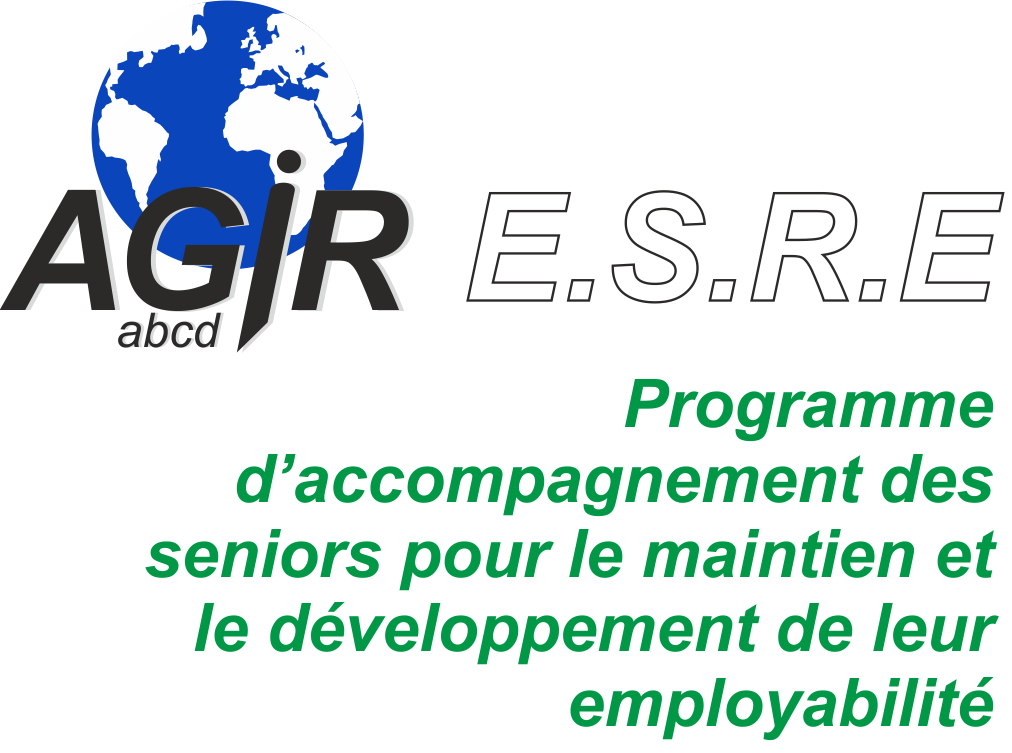 AGiR E.S.R.E
abcd
Programme
d’accompagnement des
seniors pour le maintien et
le développement de leur
employabilité